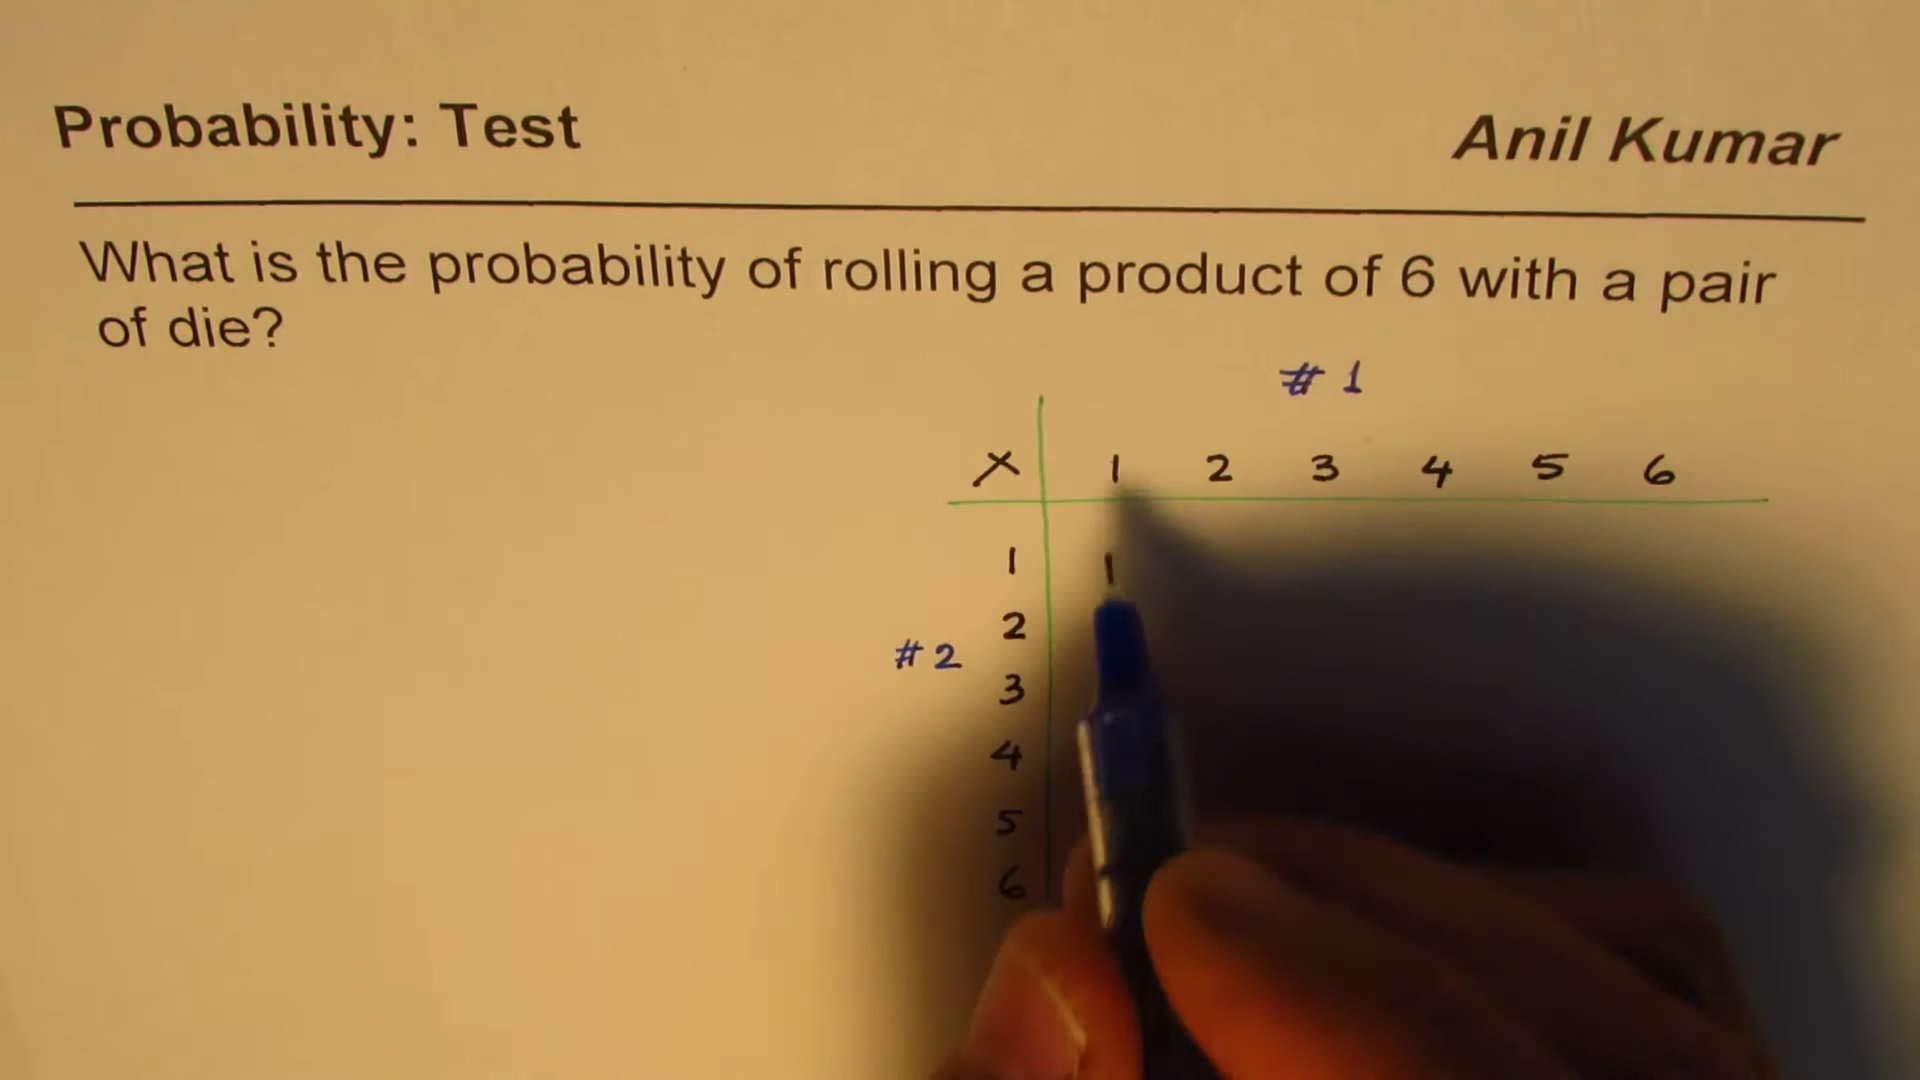 Probability: Test Anil Kumar
What is the probability of rolling a product of 6 with a pair
of die?
# 1
× 1 2 3 4 5 6
1 1
2
# 2
3
4
5
6